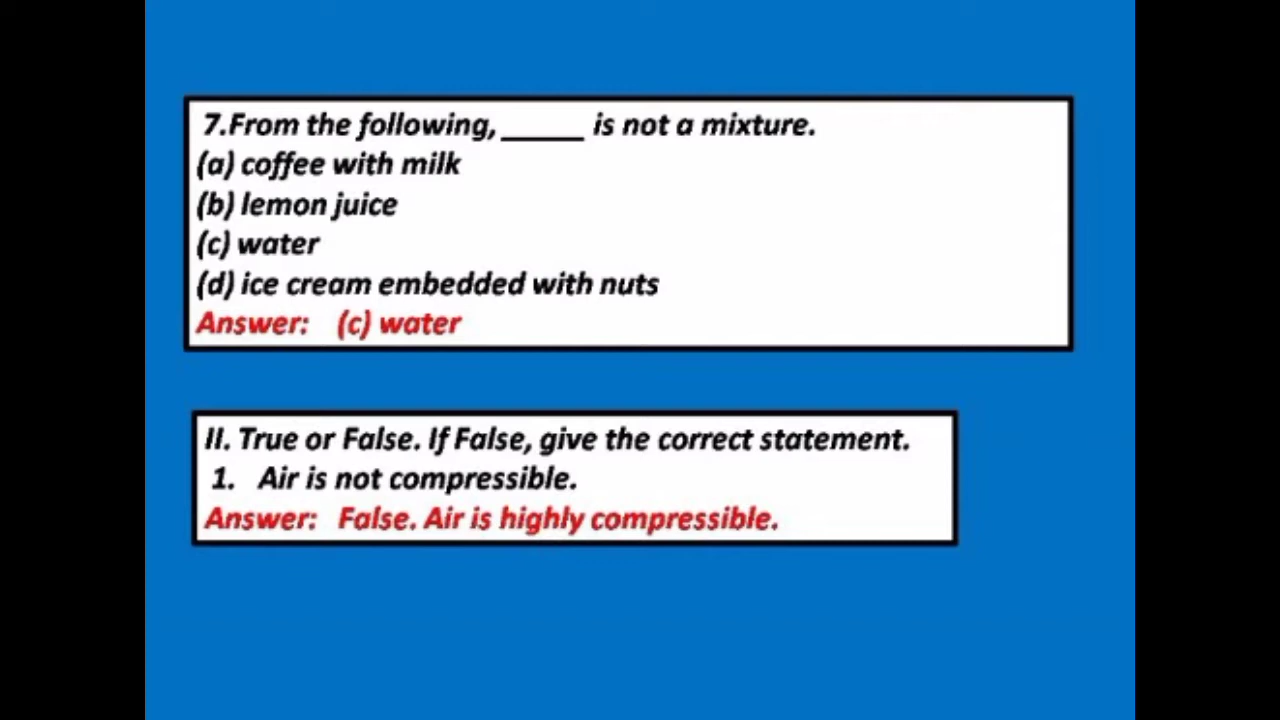 7.From the following, _____ is not a mixture.
(a) coffee with milk
(b) lemon juice
(c) water
(d) ice cream embedded with nuts
Answer: (c) water
II. True or False. If False, give the correct statement.
1. Air is not compressible.
Answer: False. Air is highly compressible.